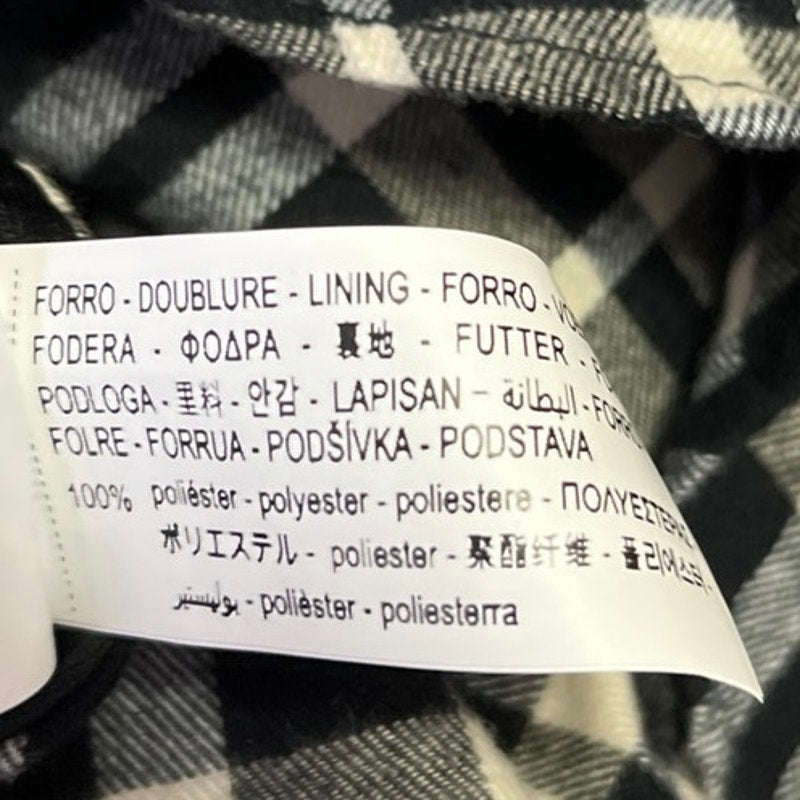 FORRO - DOUBLURE - LINING - FORRO -
FODERA - ΦΟΔΡΑ - 裏地 - FUTTER -
PODLOGA - 里料 - 안감 - LAPISAN - البطانة -
FOLRE - FORRUA - PODŠÍVKA - PODSTAVA
100% poliéster - polyester - poliestere - ΠΟΛΥΕΣΤΕΡΑΣ
ポリエステル - poliester - 聚酯纤维 - 폴리에스터 -
بوليستير - polièster - poliesterra